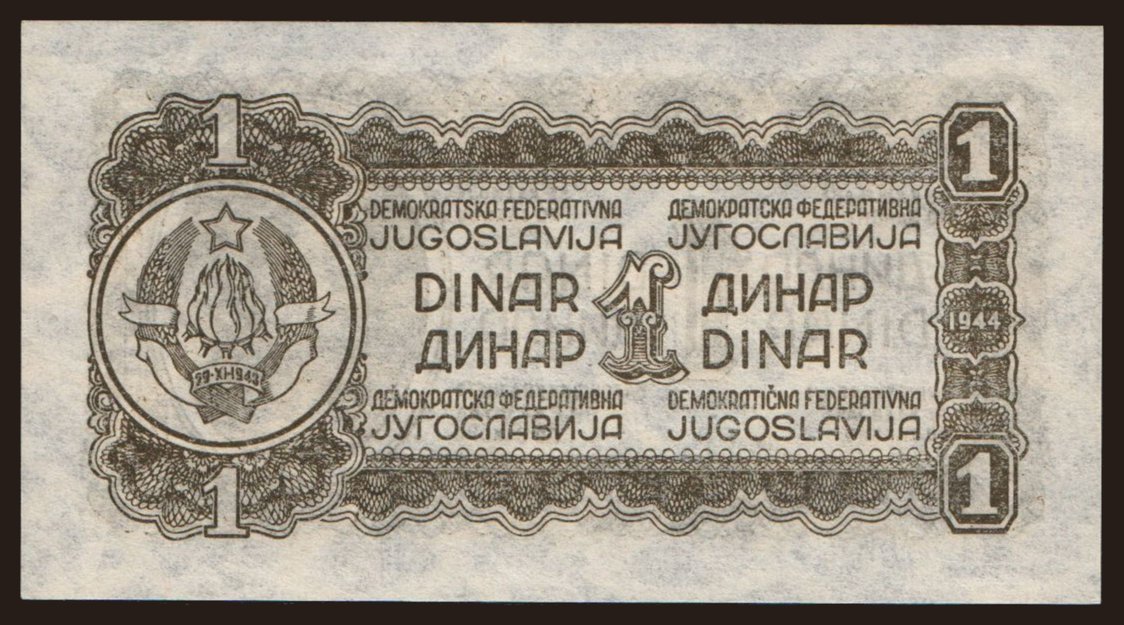 1
1
DEMOKRATSKA FEDERATIVNA
JUGOSLAVIJA
ДЕМОКРАТСКА ФЕДЕРАТИВНА
ЈУГОСЛАВИЈА
DINAR
ДИНАР
1
ДИНАР
DINAR
1944
29·XI·1943
ДЕМОКРАТСКА ФЕДЕРАТИВНА
ЈУГОСЛАВИЈА
DEMOKRATIČNA FEDERATIVNA
JUGOSLAVIJA
1
1